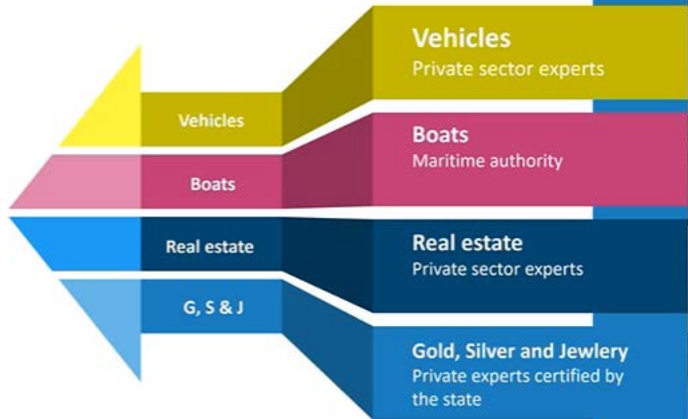 Vehicles
Boats
Real estate
G, S & J
Vehicles
Private sector experts
Boats
Maritime authority
Real estate
Private sector experts
Gold, Silver and Jewlery
Private experts certified by
the state